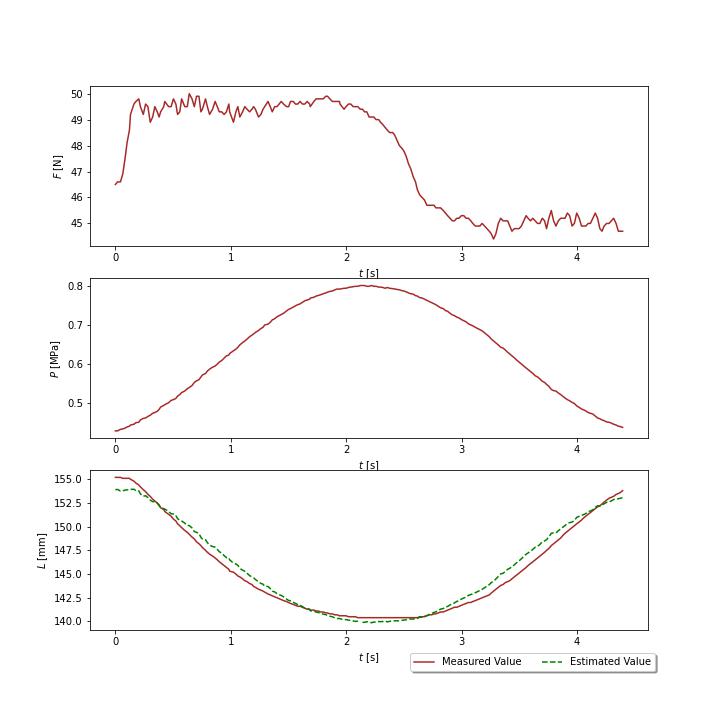 50
49
48
47
46
45
F [N]
0 1 2 3 4
t [s]
0.8
0.7
0.6
0.5
P [MPa]
0 1 2 3 4
t [s]
155.0
152.5
150.0
147.5
145.0
142.5
140.0
L [mm]
0 1 2 3 4
t [s]
Measured Value Estimated Value